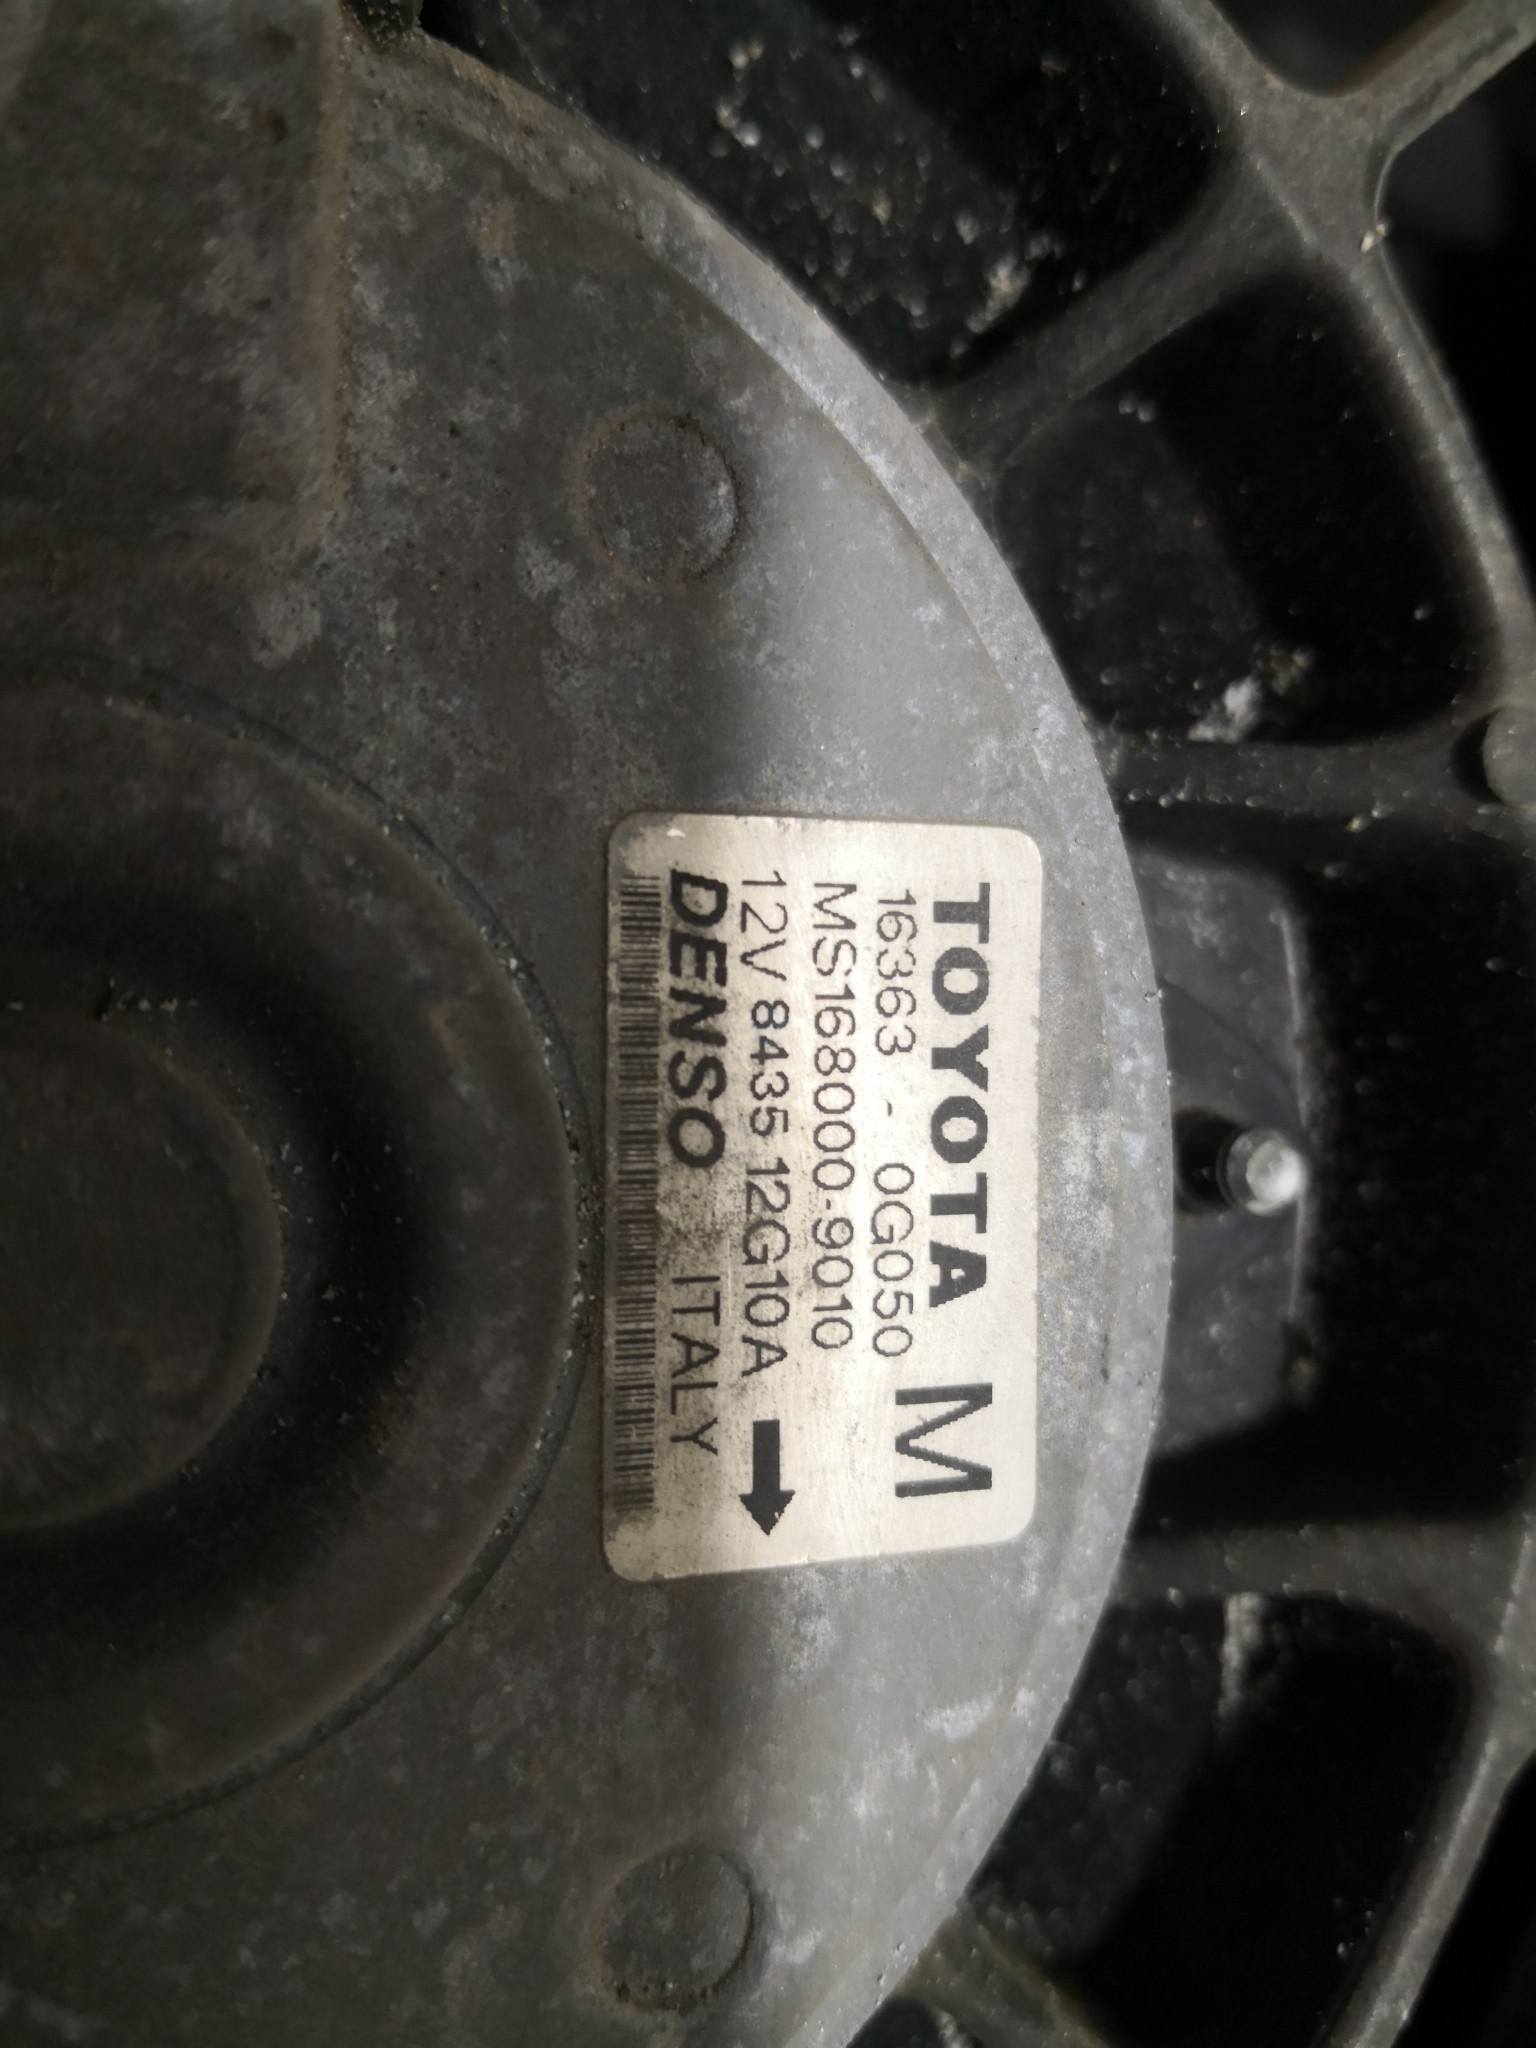 TOYOTA M
16363 - 0G050
MS168000-9010
12V 8435 12G10A
DENSO ITALY